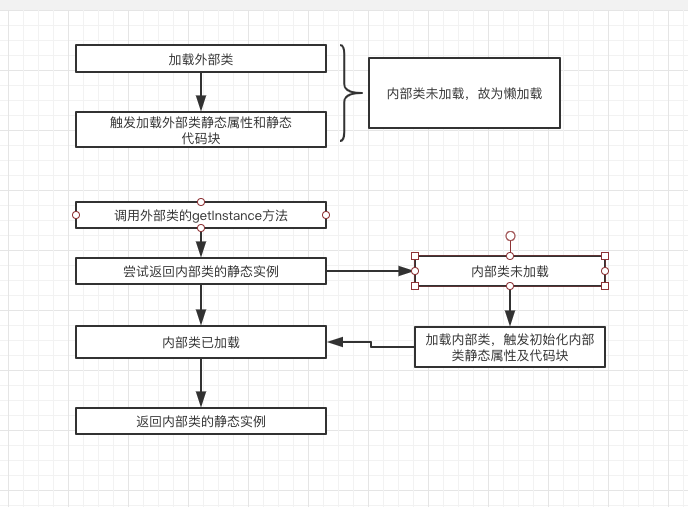 加载外部类
内部类未加载，故为懒加载
触发加载外部类静态属性和静态
代码块
调用外部类的getInstance方法
尝试返回内部类的静态实例
内部类未加载
内部类已加载
加载内部类，触发初始化内部
类静态属性及代码块
返回内部类的静态实例